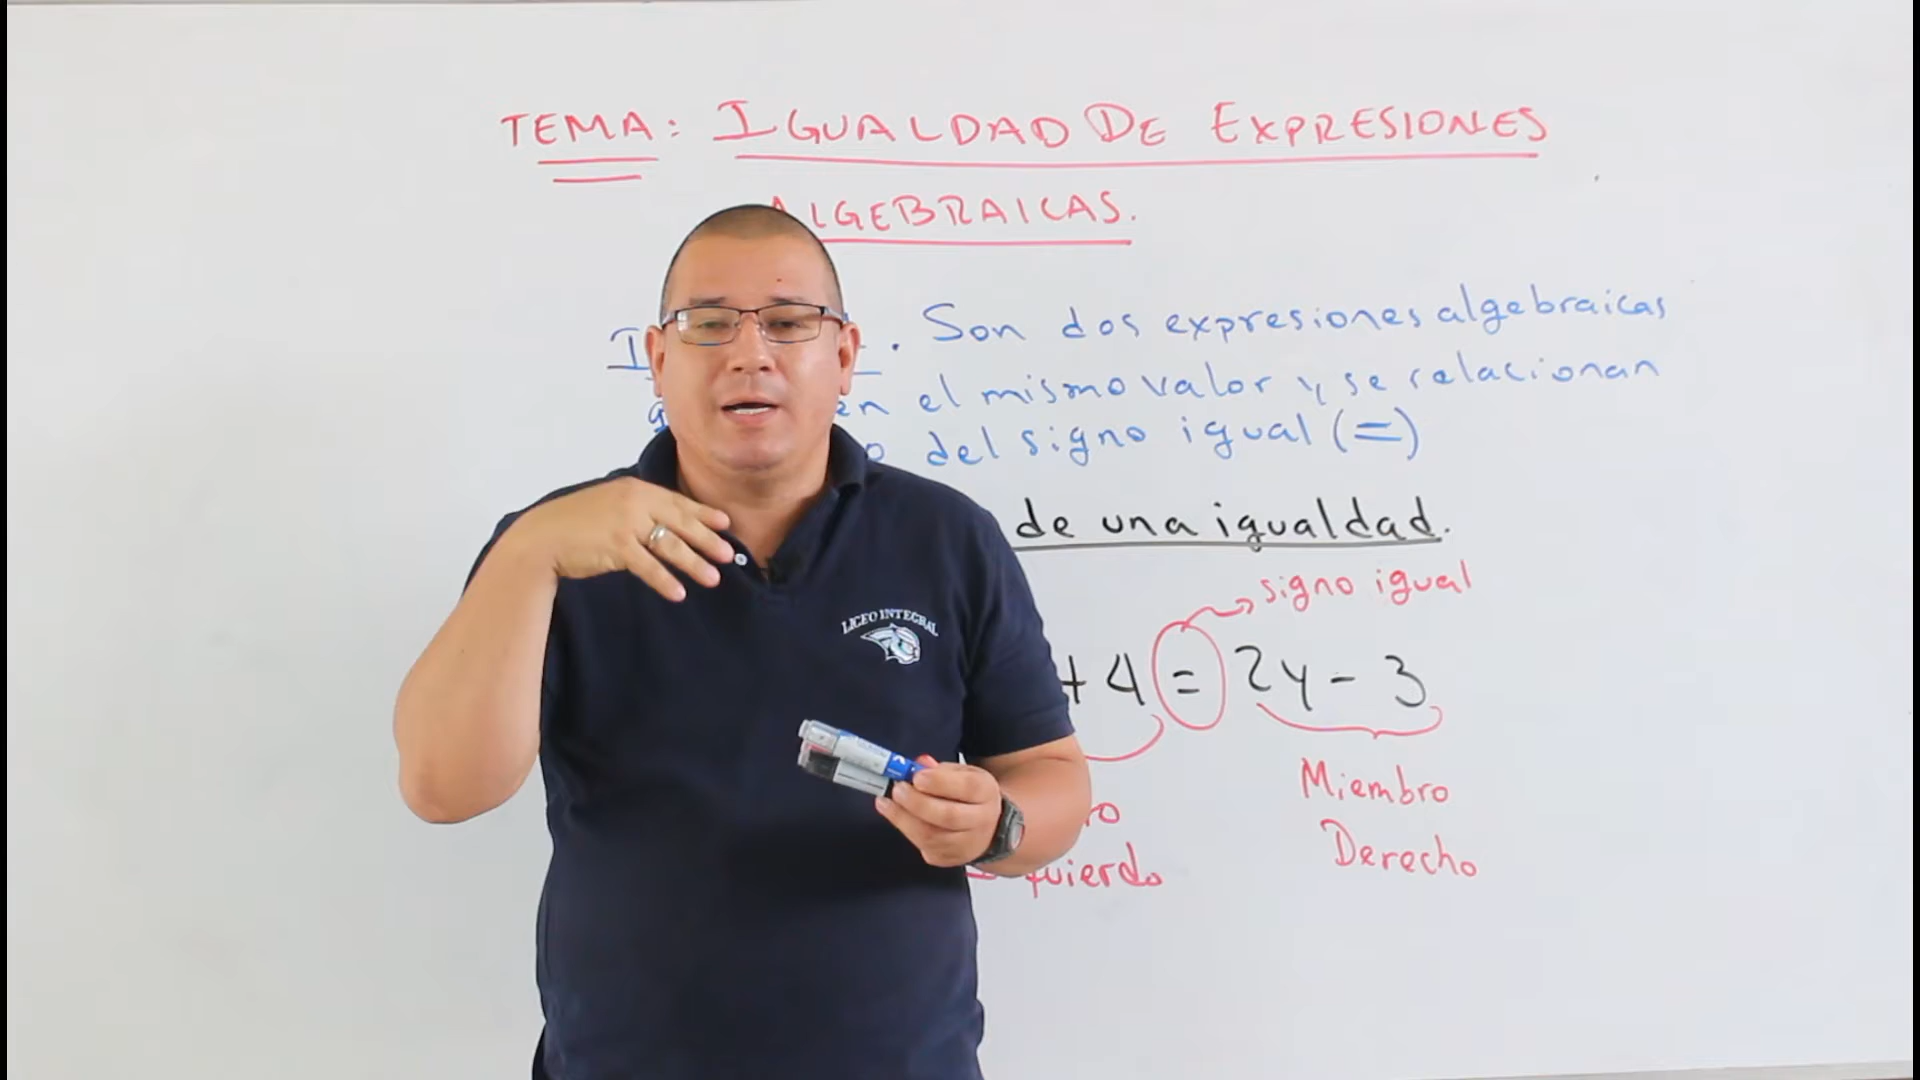 TEMA: IGUALDAD DE EXPRESIONES
ALGEBRAICAS.
. Son dos expresiones algebraicas
en el mismo valor y se relacionan
del signo igual (=)
de una igualdad.
signo igual
+ 4 = 2y - 3
Miembro
Derecho
LICEO INTEGRAL